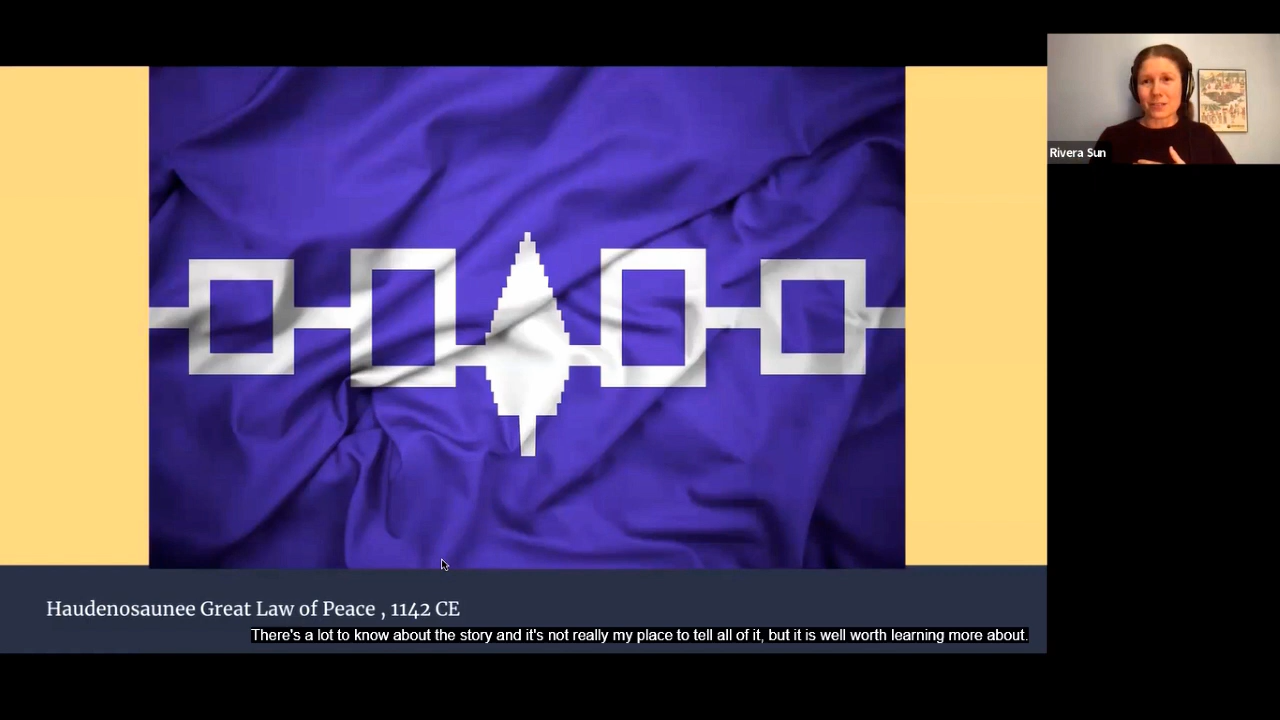 Rivera Sun
Haudenosaunee Great Law of Peace , 1142 CE
There's a lot to know about the story and it's not really my place to tell all of it, but it is well worth learning more about.